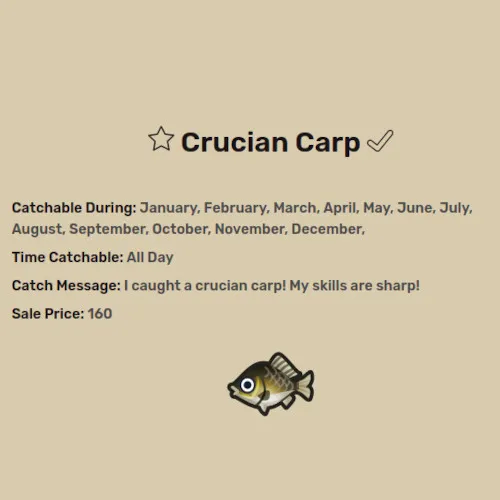 Crucian Carp
Catchable During: January, February, March, April, May, June, July,
August, September, October, November, December,
Time Catchable: All Day
Catch Message: I caught a crucian carp! My skills are sharp!
Sale Price: 160